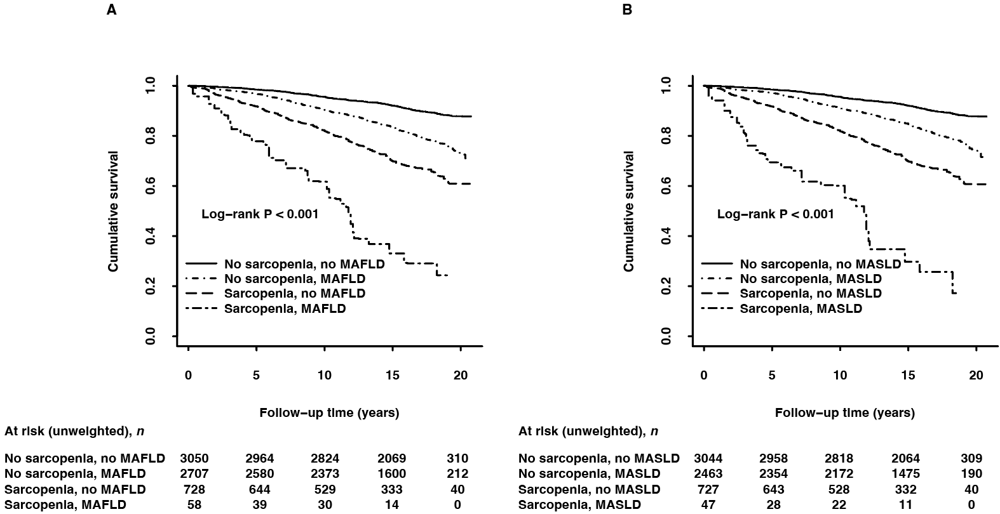 A
B
1.0
0.8
0.6
0.4
0.2
0.0
Cumulative survival
Log−rank P < 0.001
No sarcopenia, no MAFLD
No sarcopenia, MAFLD
Sarcopenia, no MAFLD
Sarcopenia, MAFLD
0 5 10 15 20
Follow−up time (years)
1.0
0.8
0.6
0.4
0.2
0.0
Cumulative survival
Log−rank P < 0.001
No sarcopenia, no MASLD
No sarcopenia, MASLD
Sarcopenia, no MASLD
Sarcopenia, MASLD
0 5 10 15 20
Follow−up time (years)
At risk (unweighted), n
No sarcopenia, no MAFLD 3050 2964 2824 2069 310
No sarcopenia, MAFLD 2707 2580 2373 1600 212
Sarcopenia, no MAFLD 728 644 529 333 40
Sarcopenia, MAFLD 58 39 30 14 0
At risk (unweighted), n
No sarcopenia, no MASLD 3044 2958 2818 2064 309
No sarcopenia, MASLD 2463 2354 2172 1475 190
Sarcopenia, no MASLD 727 643 528 332 40
Sarcopenia, MASLD 47 28 22 11 0